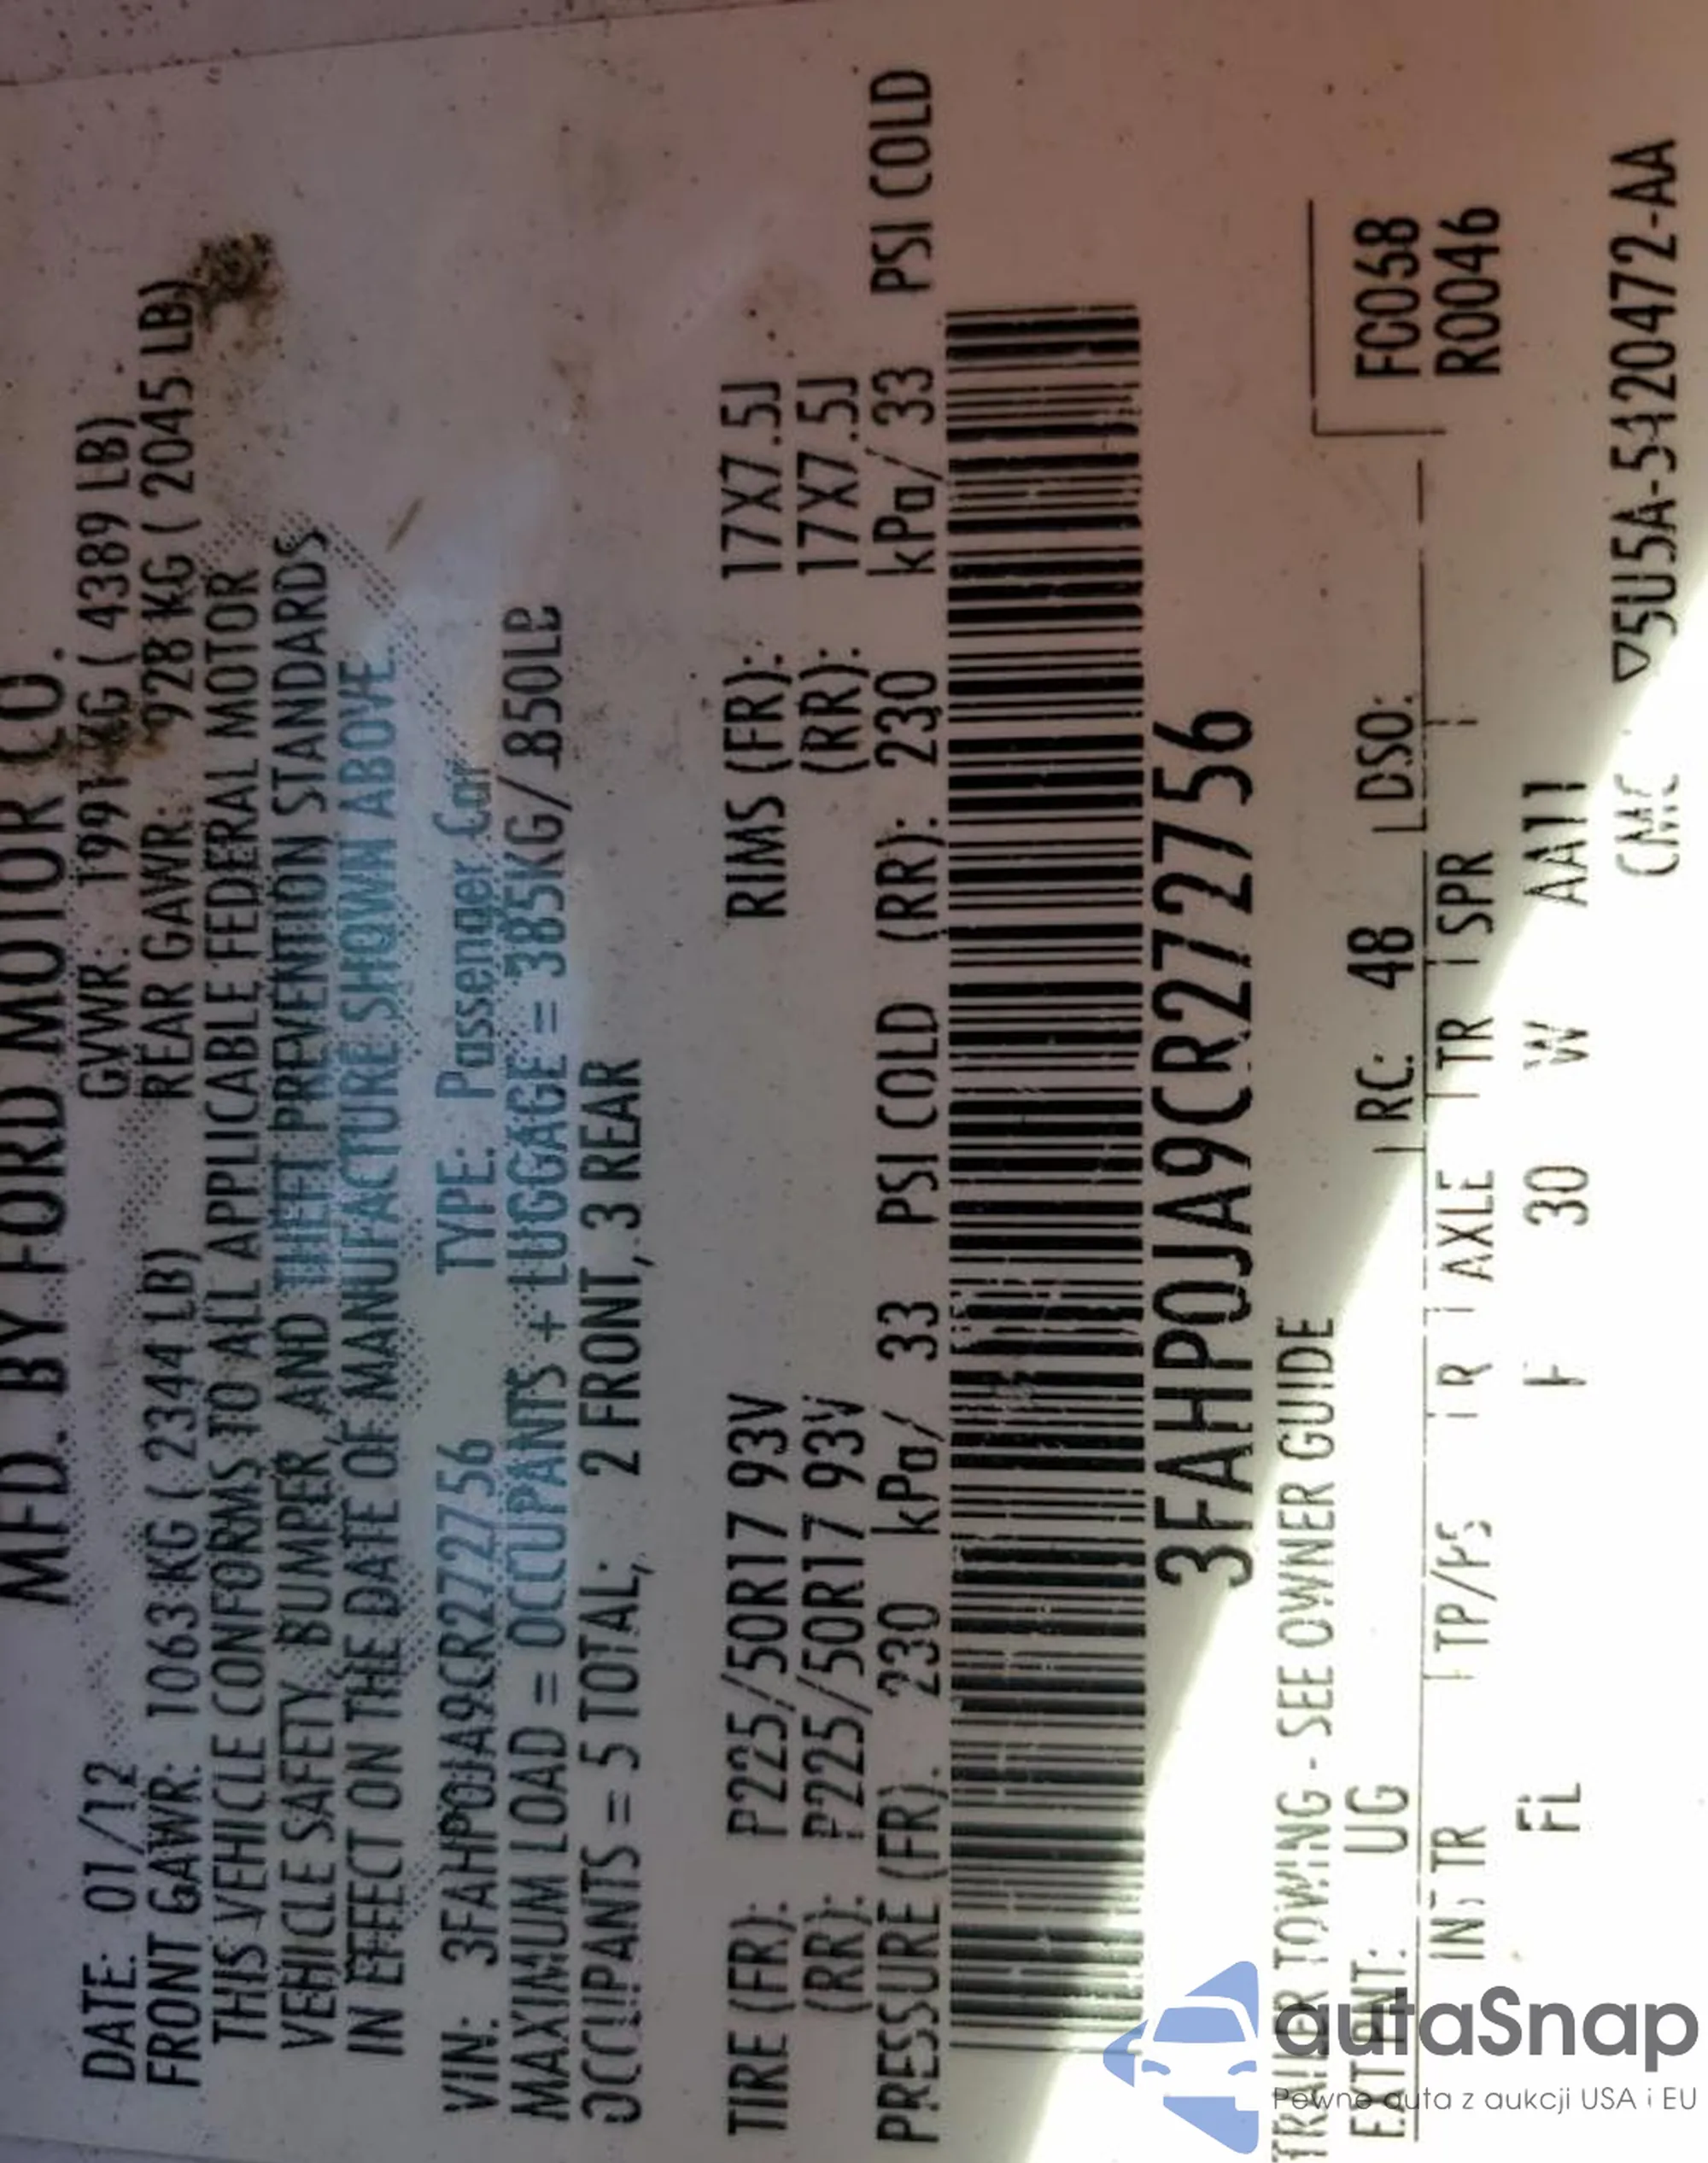 MFD. BY FORD MOTOR CO.
DATE: 01/12 GVWR: 1991 KG ( 4389 LB)
FRONT GAWR: 1063 KG ( 2344 LB) REAR GAWR: 928 KG ( 2045 LB)
THIS VEHICLE CONFORMS TO ALL APPLICABLE FEDERAL MOTOR
VEHICLE SAFETY, BUMPER, AND THEFT PREVENTION STANDARDS
IN EFFECT ON THE DATE OF MANUFACTURE SHOWN ABOVE.
VIN: 3FAHP0JA9CR272756 TYPE: Passenger Car
MAXIMUM LOAD = OCCUPANTS + LUGGAGE = 385KG/ 850LB
OCCUPANTS = 5 TOTAL; 2 FRONT, 3 REAR
TIRE (FR): P225/50R17 93V RIMS (FR): 17X7.5J
(RR): P225/50R17 93V (RR): 17X7.5J
PRESSURE (FR): 230 kPa/ 33 PSI COLD (RR): 230 kPa/ 33 PSI COLD
3FAHP0JA9CR272756
TRAILER TOWING - SEE OWNER GUIDE
EXT PNT: UG RC: 48 DSO: FC068
INT TR TP/PS R AXLE TR SPR R0046
FL F 30 W AA11
CMC ▽5U5A-5420472-AA
autaSnap
Pewne auta z aukcji USA i EU